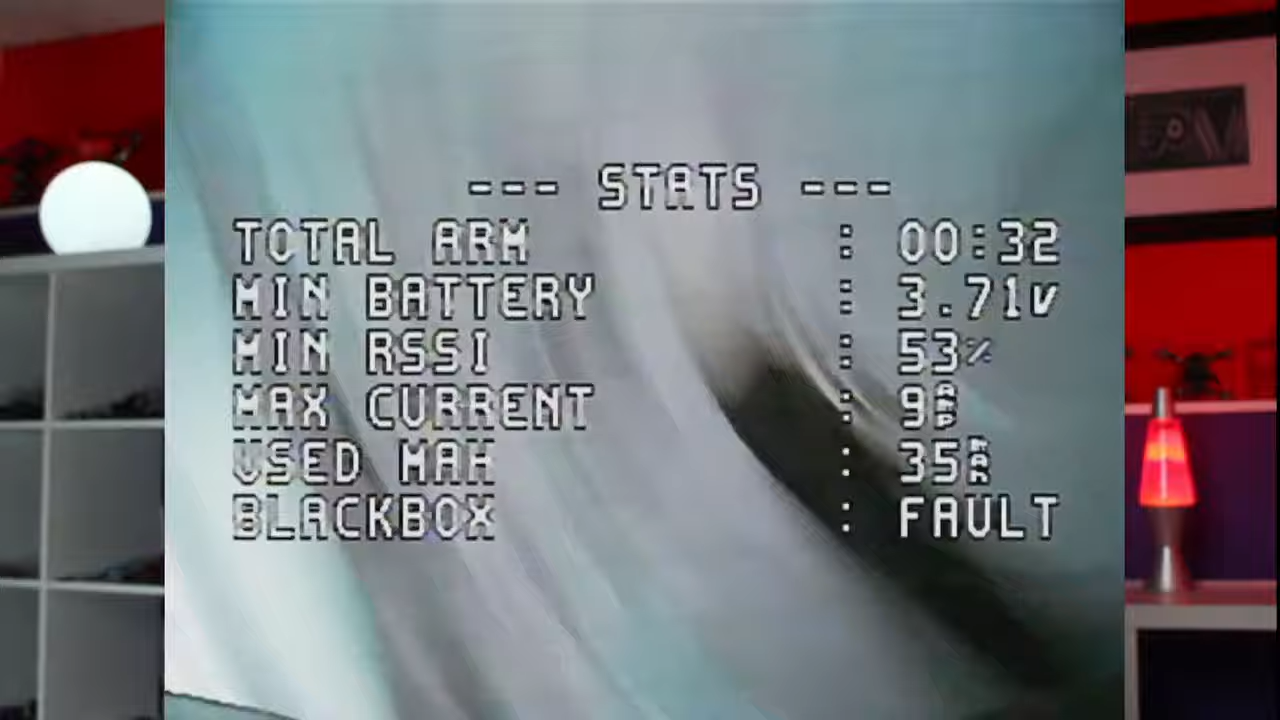 --- STATS ---
TOTAL ARM : 00:32
MIN BATTERY : 3.71V
MIN RSSI : 53%
MAX CURRENT : 9AMP
USED MAH : 35MAH
BLACKBOX : FAULT